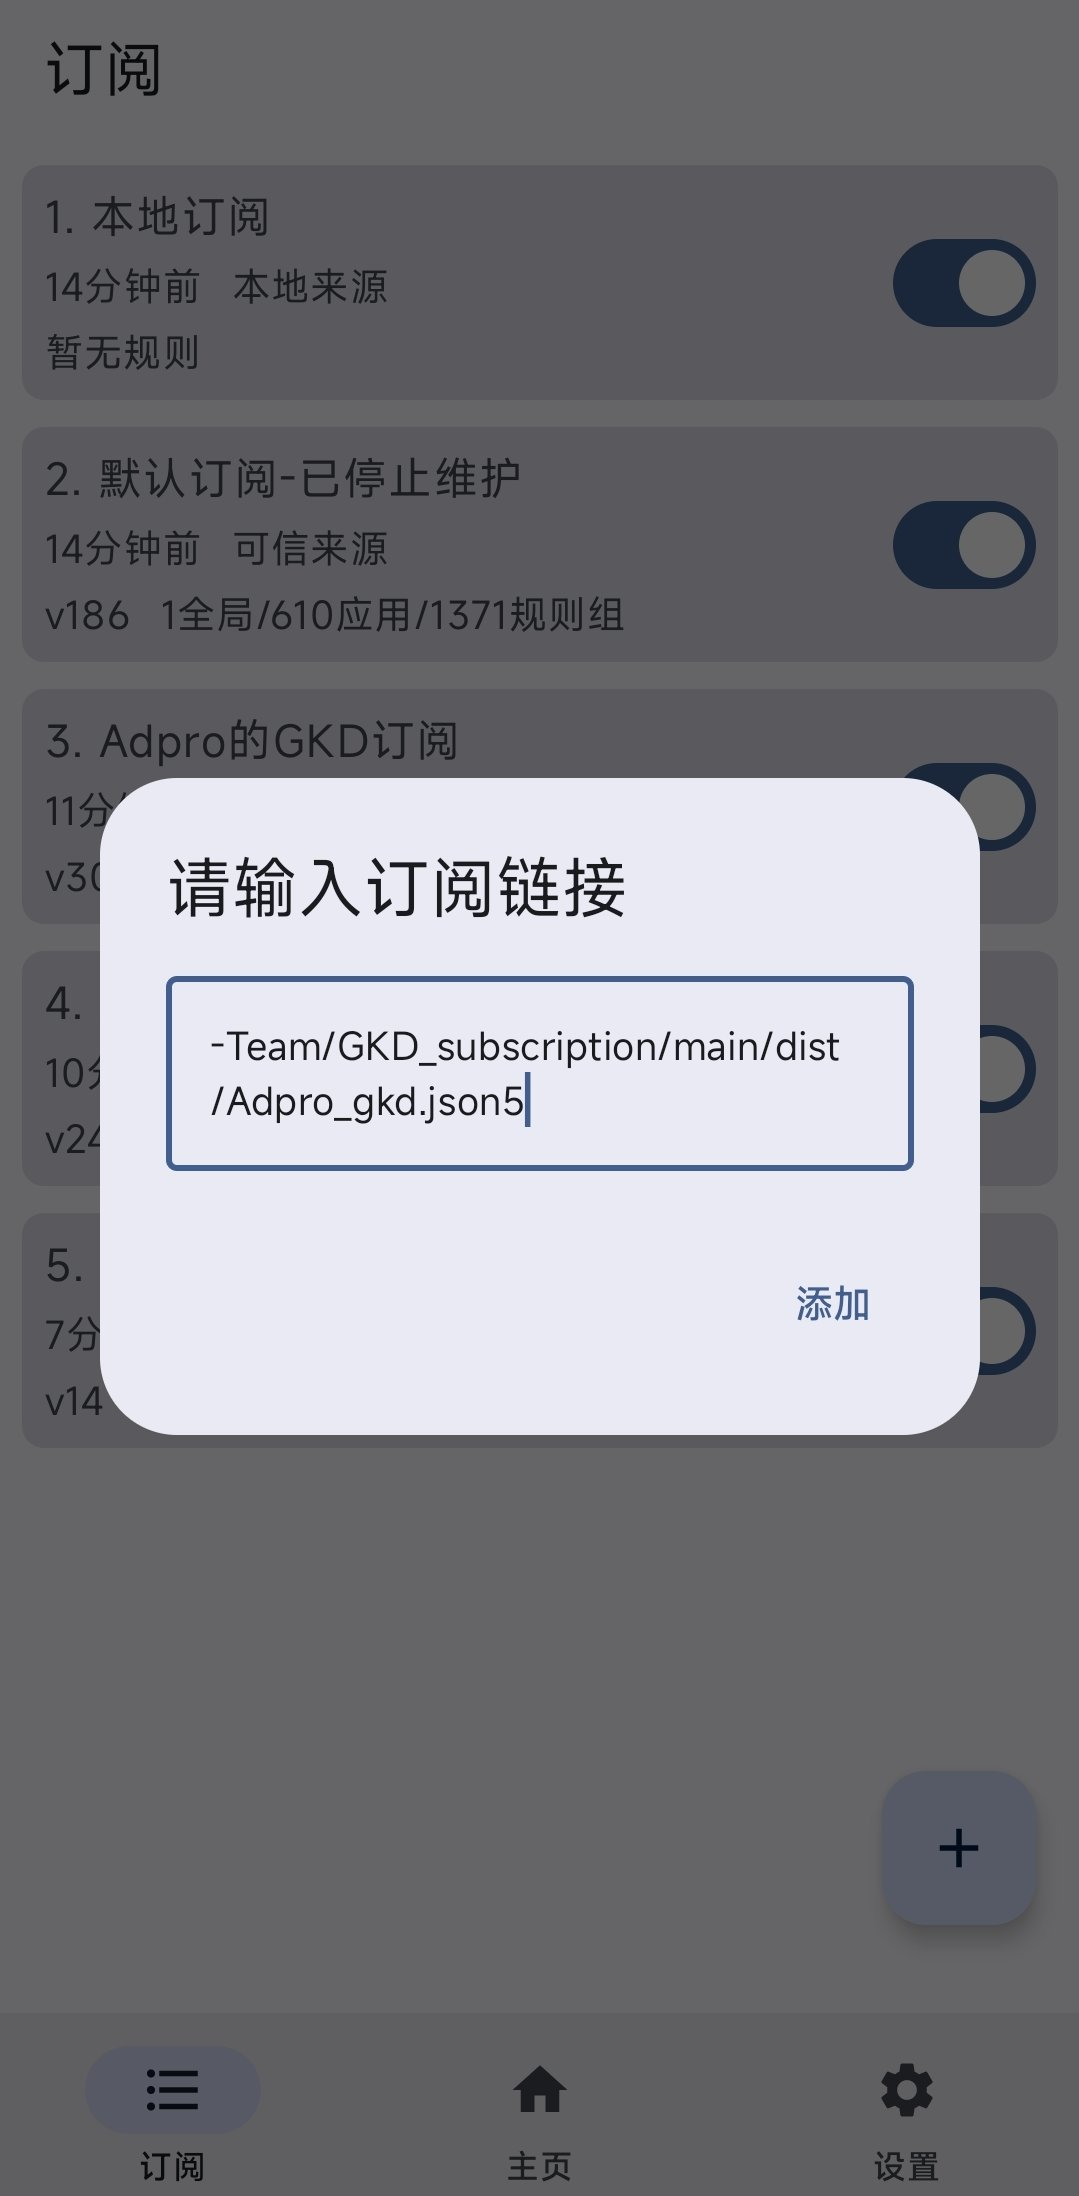 订阅
1. 本地订阅
14分钟前 本地来源
暂无规则
2. 默认订阅-已停止维护
14分钟前 可信来源
v186 1全局/610应用/1371规则组
3. Adpro的GKD订阅
11分
v30
请输入订阅链接
-Team/GKD_subscription/main/dist
/Adpro_gkd.json5
添加
4.
10分
v24
5.
7分
v14
订阅
主页
设置